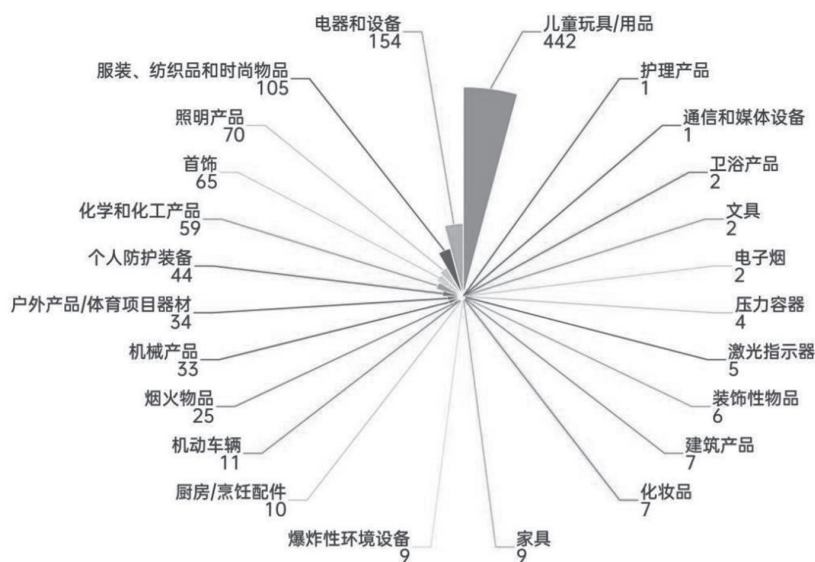 电器和设备
154
儿童玩具/用品
442
服装、纺织品和时尚物品
105
护理产品
1
照明产品
70
通信和媒体设备
1
首饰
65
卫浴产品
2
化学和化工产品
59
文具
2
个人防护装备
44
电子烟
2
户外产品/体育项目器材
34
压力容器
4
机械产品
33
激光指示器
5
烟火物品
25
装饰性物品
6
机动车辆
11
建筑产品
7
厨房/烹饪配件
10
化妆品
7
爆炸性环境设备
9
家具
9